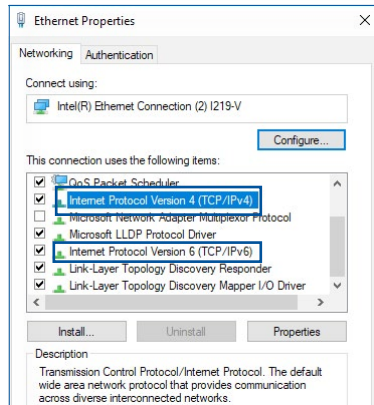 Ethernet Properties
Networking Authentication
Connect using:
Intel(R) Ethernet Connection (2) I219-V
Configure...
This connection uses the following items:
QoS Packet Scheduler
Internet Protocol Version 4 (TCP/IPv4)
Microsoft Network Adapter Multiplexor Protocol
Microsoft LLDP Protocol Driver
Internet Protocol Version 6 (TCP/IPv6)
Link-Layer Topology Discovery Responder
Link-Layer Topology Discovery Mapper I/O Driver
Install... Uninstall Properties
Description
Transmission Control Protocol/Internet Protocol. The default
wide area network protocol that provides communication
across diverse interconnected networks.